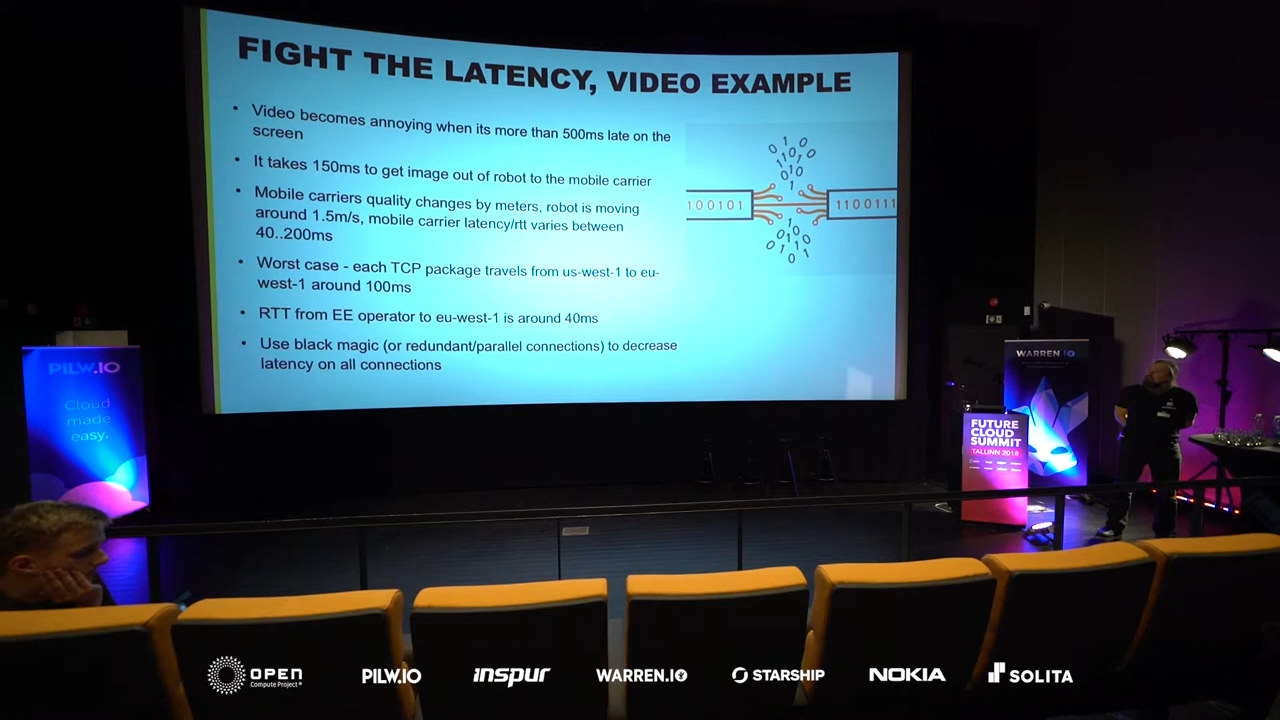 FIGHT THE LATENCY, VIDEO EXAMPLE
• Video becomes annoying when its more than 500ms late on the
screen
• It takes 150ms to get image out of robot to the mobile carrier
• Mobile carriers quality changes by meters, robot is moving
around 1.5m/s, mobile carrier latency/rtt varies between
40..200ms
• Worst case - each TCP package travels from us-west-1 to eu-
west-1 around 100ms
• RTT from EE operator to eu-west-1 is around 40ms
• Use black magic (or redundant/parallel connections) to decrease
latency on all connections
100101
1100111
PILW.IO
Cloud
made
easy.
WARREN IO
FUTURE
CLOUD
SUMMIT
TALLINN 2018
OPEN
Compute Project®
PILW.IO
inspur
WARREN.IO
STARSHIP
NOKIA
SOLITA